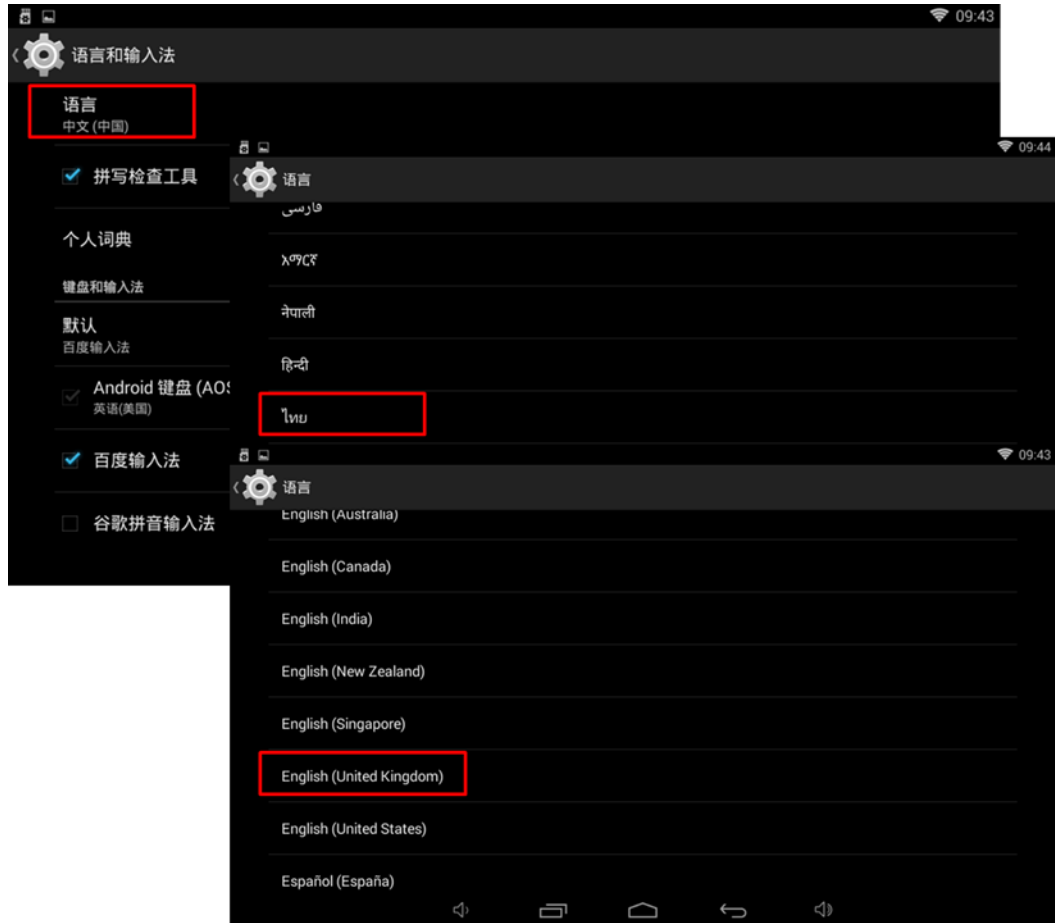 09:43
语言和输入法
语言
中文 (中国)
拼写检查工具
个人词典
键盘和输入法
默认
百度输入法
Android 键盘 (AOS
英语(美国)
百度输入法
谷歌拼音输入法
09:44
语言
فارسی
አማርኛ
नेपाली
हिन्दी
ไทย
09:43
语言
English (Australia)
English (Canada)
English (India)
English (New Zealand)
English (Singapore)
English (United Kingdom)
English (United States)
Español (España)